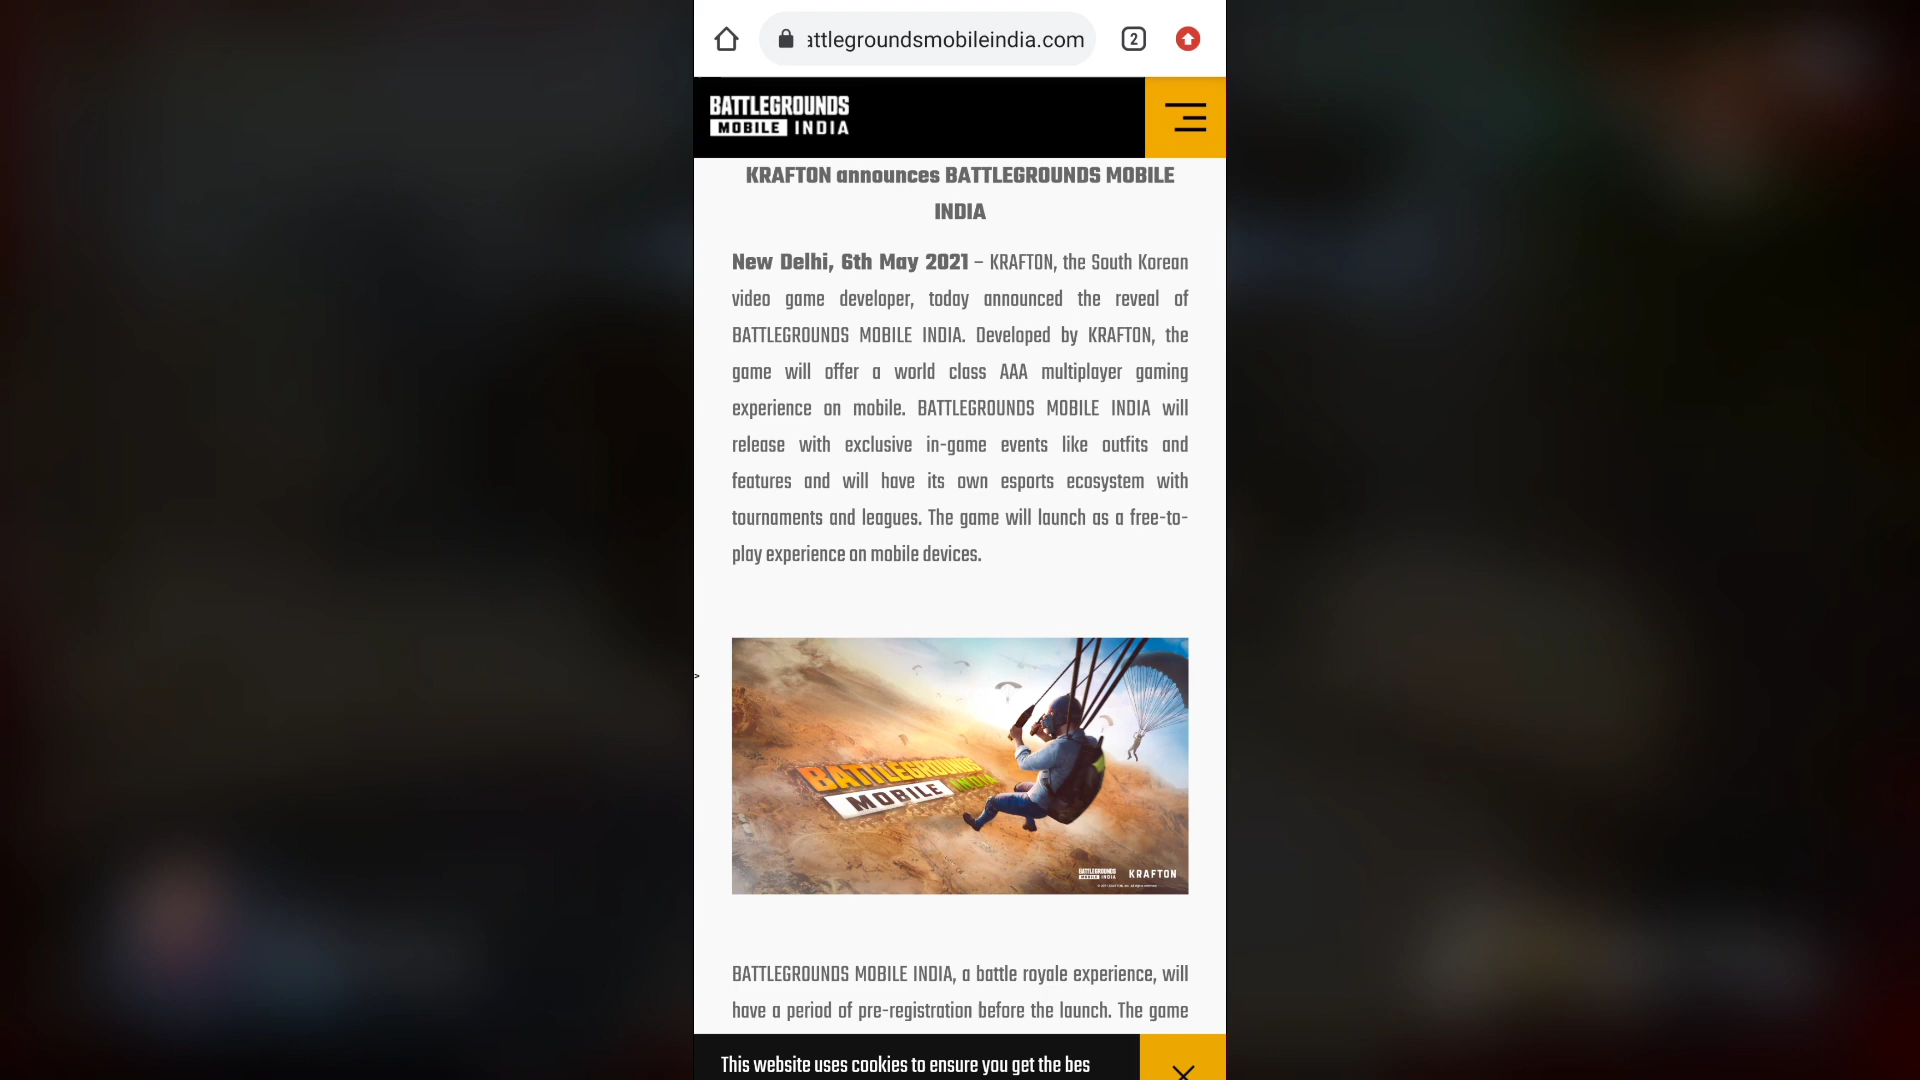 attlegroundsmobileindia.com
2
BATTLEGROUNDS
MOBILE INDIA
KRAFTON announces BATTLEGROUNDS MOBILE
INDIA
New Delhi, 6th May 2021 – KRAFTON, the South Korean
video game developer, today announced the reveal of
BATTLEGROUNDS MOBILE INDIA. Developed by KRAFTON, the
game will offer a world class AAA multiplayer gaming
experience on mobile. BATTLEGROUNDS MOBILE INDIA will
release with exclusive in-game events like outfits and
features and will have its own esports ecosystem with
tournaments and leagues. The game will launch as a free-to-
play experience on mobile devices.
>
BATTLEGROUNDS
MOBILE INDIA
BATTLEGROUNDS
MOBILE INDIA
KRAFTON
BATTLEGROUNDS MOBILE INDIA, a battle royale experience, will
have a period of pre-registration before the launch. The game
This website uses cookies to ensure you get the bes